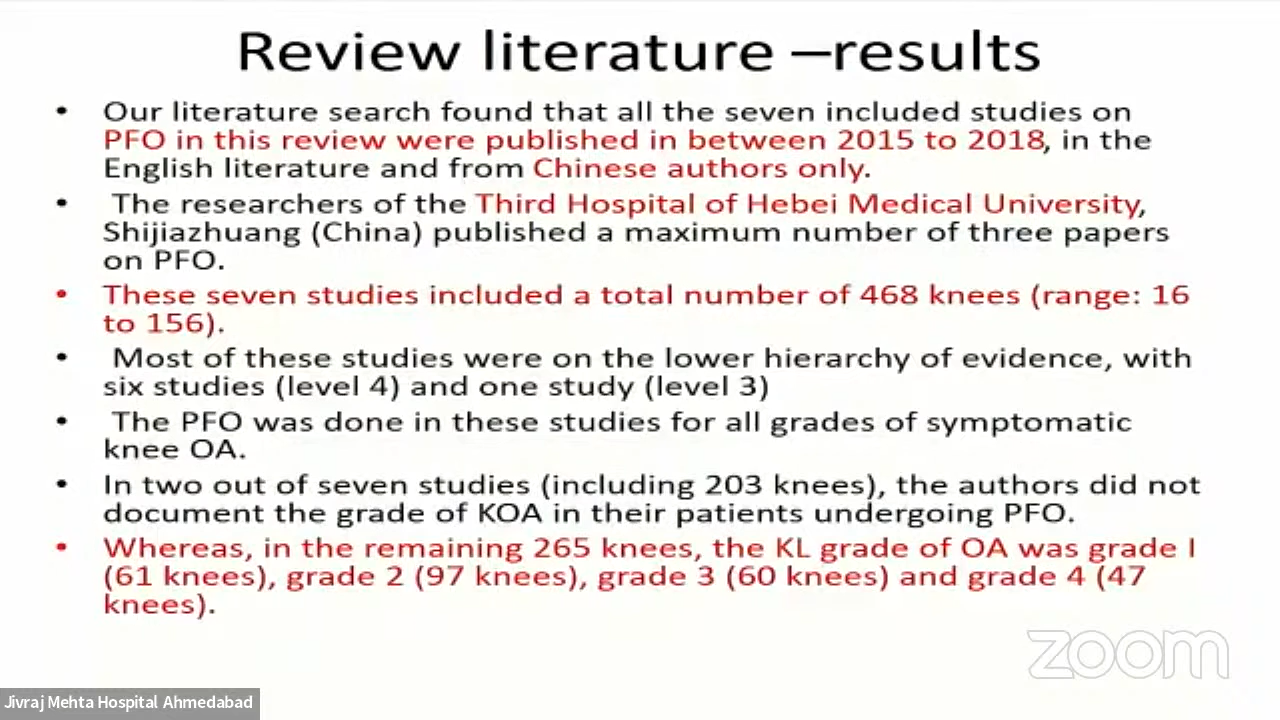 Review literature –results
• Our literature search found that all the seven included studies on
PFO in this review were published in between 2015 to 2018, in the
English literature and from Chinese authors only.
• The researchers of the Third Hospital of Hebei Medical University,
Shijiazhuang (China) published a maximum number of three papers
on PFO.
• These seven studies included a total number of 468 knees (range: 16
to 156).
• Most of these studies were on the lower hierarchy of evidence, with
six studies (level 4) and one study (level 3)
• The PFO was done in these studies for all grades of symptomatic
knee OA.
• In two out of seven studies (including 203 knees), the authors did not
document the grade of KOA in their patients undergoing PFO.
• Whereas, in the remaining 265 knees, the KL grade of OA was grade I
(61 knees), grade 2 (97 knees), grade 3 (60 knees) and grade 4 (47
knees).
zoom
Jivraj Mehta Hospital Ahmedabad